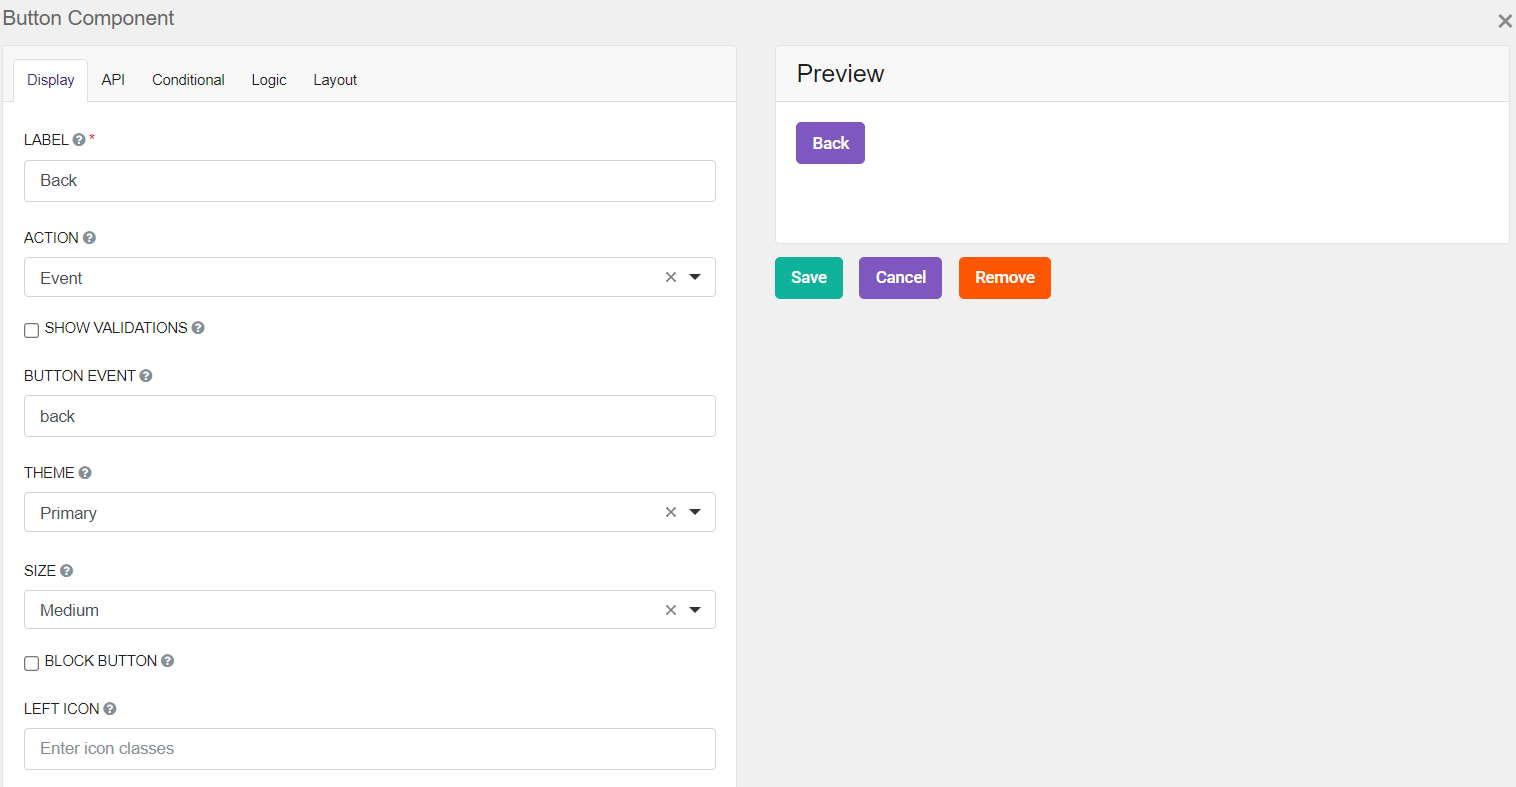 Button Component
Display API Conditional Logic Layout
LABEL *
Back
ACTION
Event
SHOW VALIDATIONS
BUTTON EVENT
back
THEME
Primary
SIZE
Medium
BLOCK BUTTON
LEFT ICON
Enter icon classes
Preview
Back
Save Cancel Remove